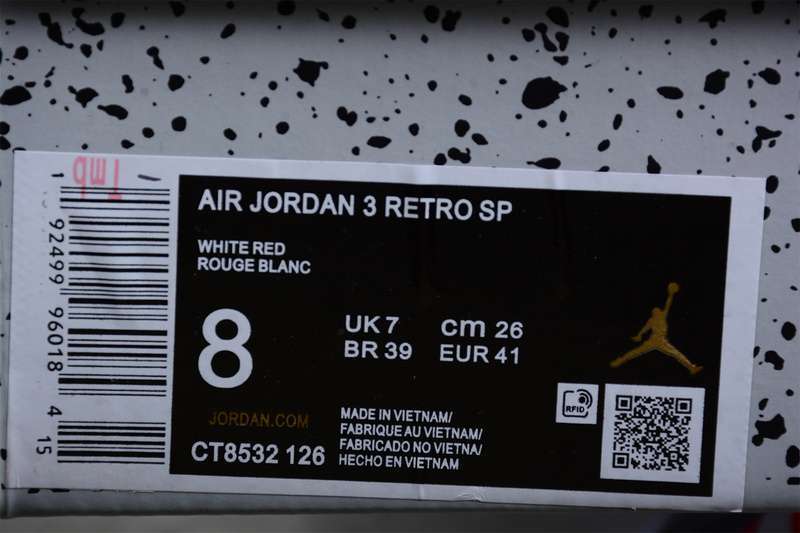 AIR JORDAN 3 RETRO SP
WHITE RED
ROUGE BLANC
8
UK 7 cm 26
BR 39 EUR 41
JORDAN.COM
CT8532 126
MADE IN VIETNAM/
FABRIQUE AU VIETNAM/
FABRICADO NO VIETNA/
HECHO EN VIETNAM
RFID
1 92499 96018 4
15